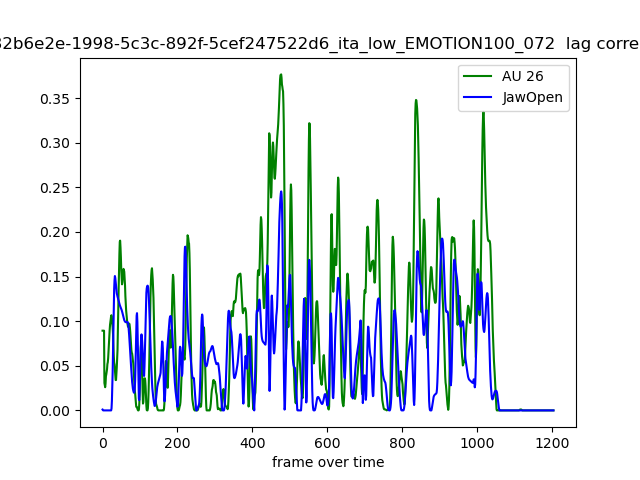 32b6e2e-1998-5c3c-892f-5cef247522d6_ita_low_EMOTION100_072 lag corre
AU 26
JawOpen
0.35
0.30
0.25
0.20
0.15
0.10
0.05
0.00
0 200 400 600 800 1000 1200
frame over time